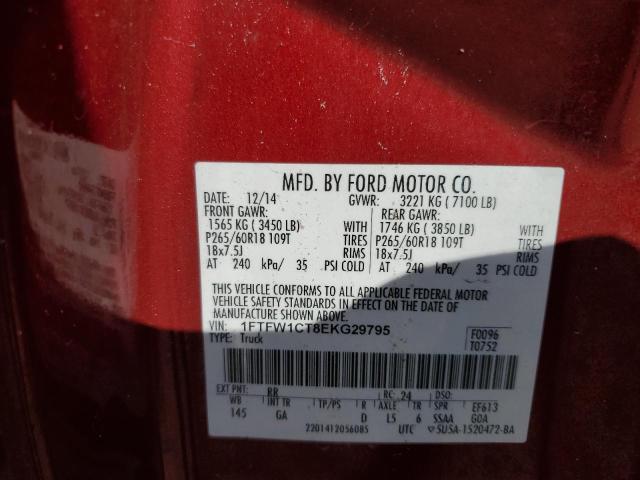 MFD. BY FORD MOTOR CO.
DATE: 12/14 GVWR: 3221 KG ( 7100 LB)
FRONT GAWR: REAR GAWR:
1565 KG ( 3450 LB) WITH 1746 KG ( 3850 LB) WITH
P265/60R18 109T TIRES P265/60R18 109T TIRES
18x7.5J RIMS 18x7.5J RIMS
AT 240 kPa/ 35 PSI COLD AT 240 kPa/ 35 PSI COLD
THIS VEHICLE CONFORMS TO ALL APPLICABLE FEDERAL MOTOR
VEHICLE SAFETY STANDARDS IN EFFECT ON THE DATE OF
MANUFACTURE SHOWN ABOVE.
VIN: 1FTFW1CT8EKG29795 F0096
TYPE: Truck T0752
EXT PNT: RR RC: 24 DSO:
WB INT TR TP/PS R AXLE TR SPR EF613
145 GA D L5 6 SSAA GOA
2201412056085 UTC 5U5A-1520472-BA